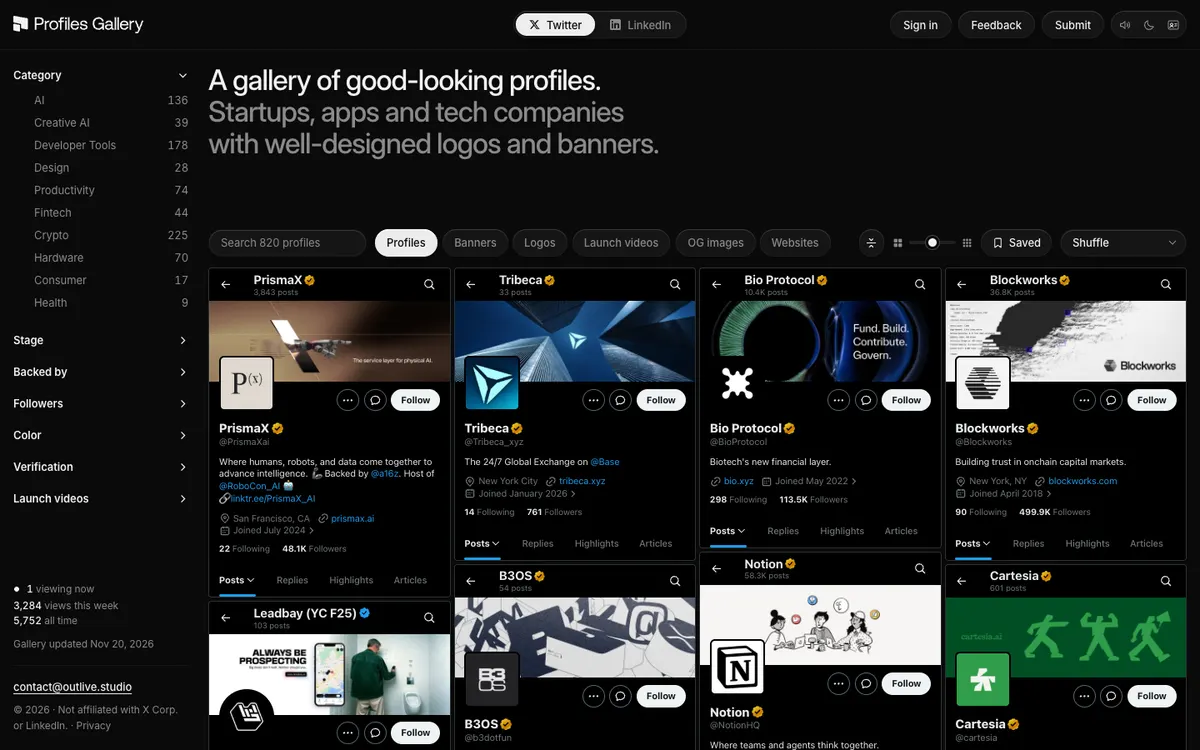 Profiles Gallery
Twitter
LinkedIn
Sign in
Feedback
Submit
Category
AI 136
Creative AI 39
Developer Tools 178
Design 28
Productivity 74
Fintech 44
Crypto 225
Hardware 70
Consumer 17
Health 9
Stage
Backed by
Followers
Color
Verification
Launch videos
1 viewing now
3,284 views this week
5,752 all time
Gallery updated Nov 20, 2026
contact@outlive.studio
© 2026 · Not affiliated with X Corp.
or LinkedIn. · Privacy
A gallery of good-looking profiles.
Startups, apps and tech companies
with well-designed logos and banners.
Search 820 profiles
Profiles
Banners
Logos
Launch videos
OG images
Websites
Saved
Shuffle
PrismaX
3,843 posts
The service layer for physical AI.
P(x)
Follow
PrismaX
@PrismaXai
Where humans, robots, and data come together to
advance intelligence. Backed by @a16z. Host of
@RoboCon_AI
linktr.ee/PrismaX_AI
San Francisco, CA prismax.ai
Joined July 2024
22 Following 48.1K Followers
Posts Replies Highlights Articles
Leadbay (YC F25)
103 posts
ALWAYS BE
PROSPECTING
Follow
Tribeca
33 posts
Follow
Tribeca
@Tribeca_xyz
The 24/7 Global Exchange on @Base
New York City tribeca.xyz
Joined January 2026
14 Following 761 Followers
Posts Replies Highlights Articles
B3OS
54 posts
B3
OS
Follow
B3OS
@b3dotfun
Bio Protocol
10.4K posts
Fund. Build.
Contribute.
Govern.
Follow
Bio Protocol
@BioProtocol
Biotech's new financial layer.
bio.xyz Joined May 2022
298 Following 113.5K Followers
Posts Replies Highlights Articles
Notion
58.3K posts
N
Follow
Notion
@NotionHQ
Where teams and agents think together.
Blockworks
36.8K posts
Blockworks
Follow
Blockworks
@Blockworks
Building trust in onchain capital markets.
New York, NY blockworks.com
Joined April 2018
90 Following 499.9K Followers
Posts Replies Highlights Articles
Cartesia
601 posts
cartesia.ai
Follow
Cartesia
@cartesia